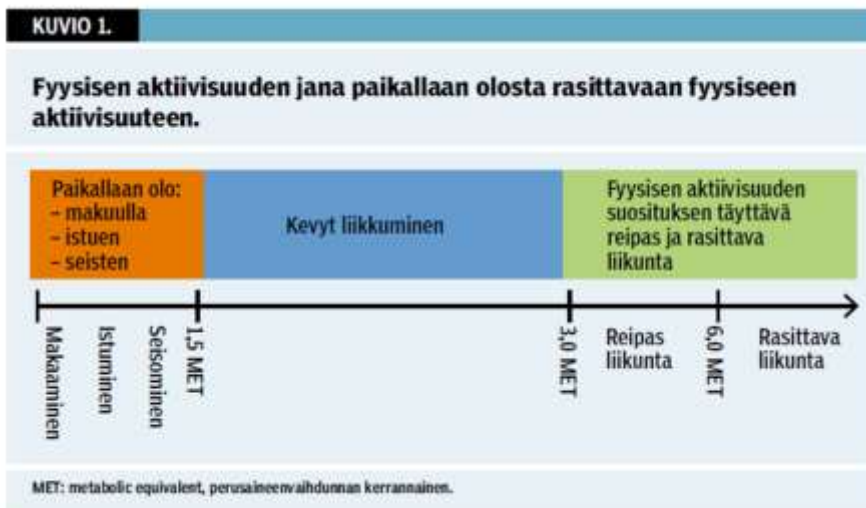 KUVIO 1.
Fyysisen aktiivisuuden jana paikallaan olosta rasittavaan fyysiseen
aktiivisuuteen.
Paikallaan olo:
– makuulla
– istuen
– seisten
Kevyt liikkuminen
Fyysisen aktiivisuuden
suosituksen täyttävä
reipas ja rasittava
liikunta
Makaaminen
Istuminen
Seisominen
1,5 MET
3,0 MET
Reipas
liikunta
6,0 MET
Rasittava
liikunta
MET: metabolic equivalent, perusaineenvaihdunnan kerrannainen.